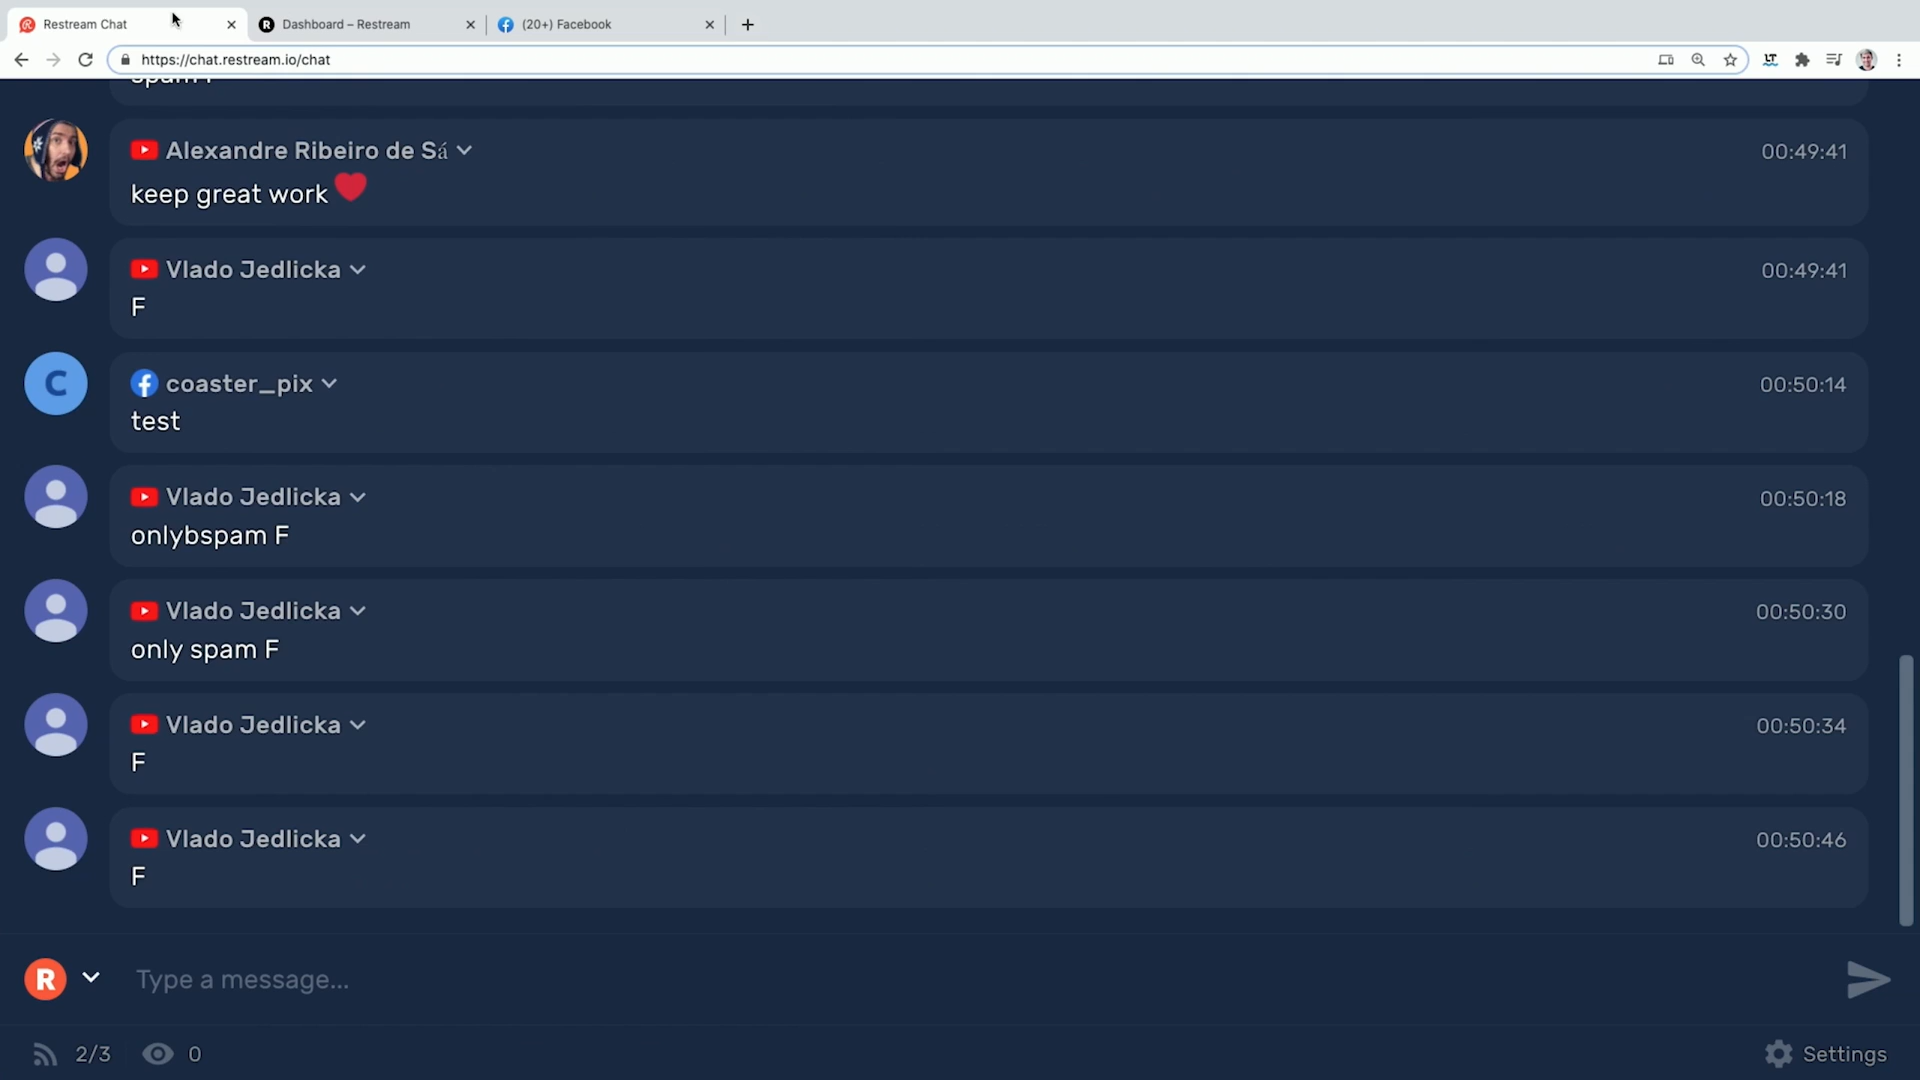 Restream Chat
Dashboard – Restream
(20+) Facebook
https://chat.restream.io/chat
spam F
Alexandre Ribeiro de Sá
00:49:41
keep great work
Vlado Jedlicka
00:49:41
F
C
coaster_pix
00:50:14
test
Vlado Jedlicka
00:50:18
onlybspam F
Vlado Jedlicka
00:50:30
only spam F
Vlado Jedlicka
00:50:34
F
Vlado Jedlicka
00:50:46
F
R
Type a message...
2/3
0
Settings